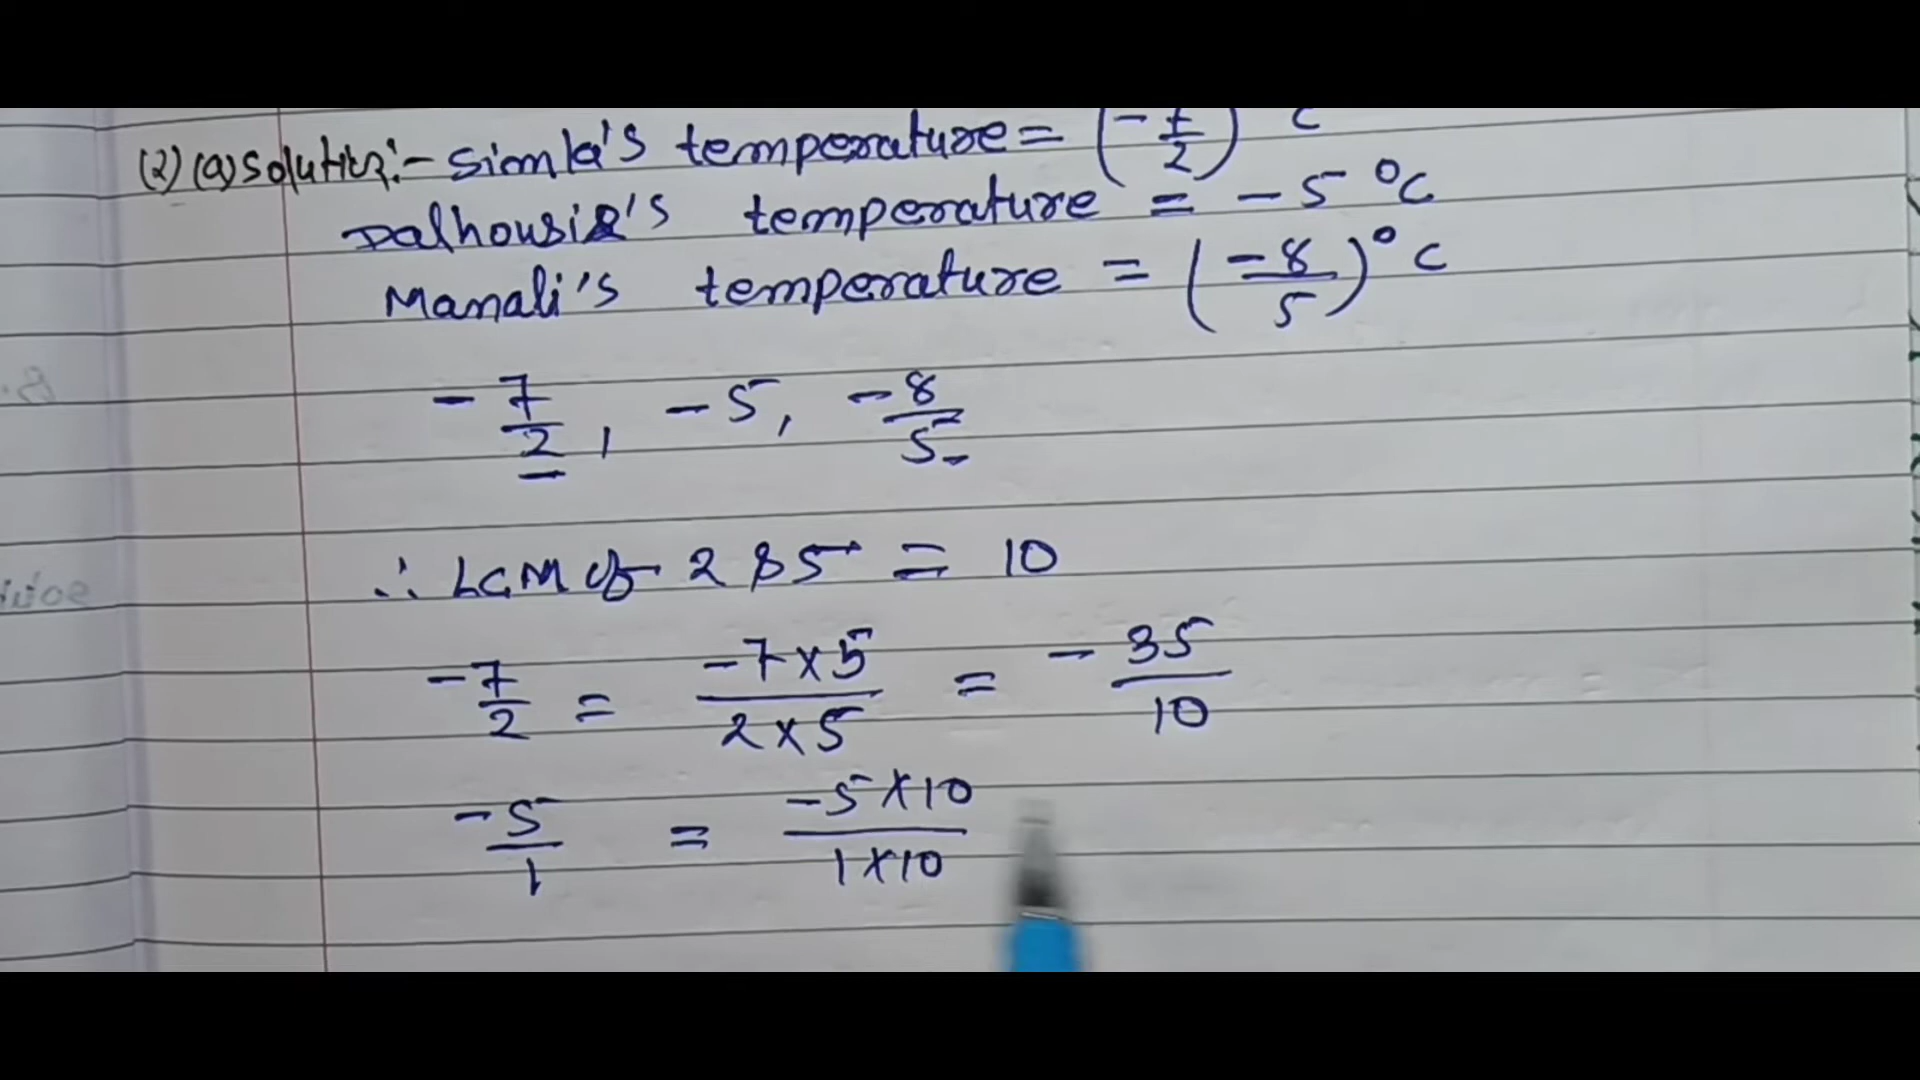 (2) (a) solution:- Simla's temperature = (-7/2) °C
Dalhousie's temperature = -5 °C
Manali's temperature = (-8/5)°C
-7/2, -5, -8/5
∴ LCM of 2 & 5 = 10
-7/2 = -7×5/2×5 = -35/10
-5/1 = -5×10/1×10